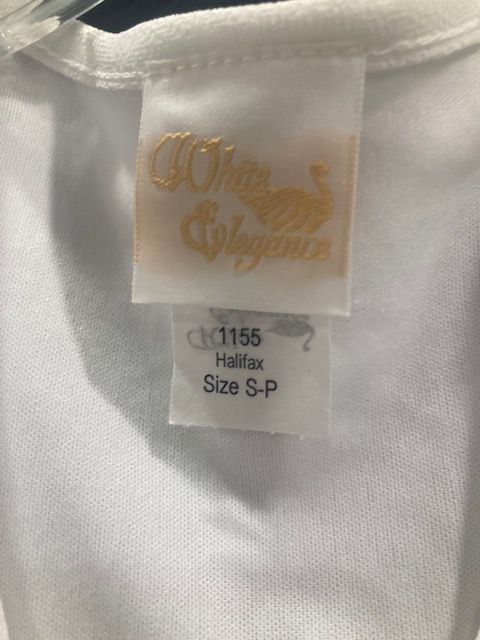 White
Elegance
1155
Halifax
Size S-P